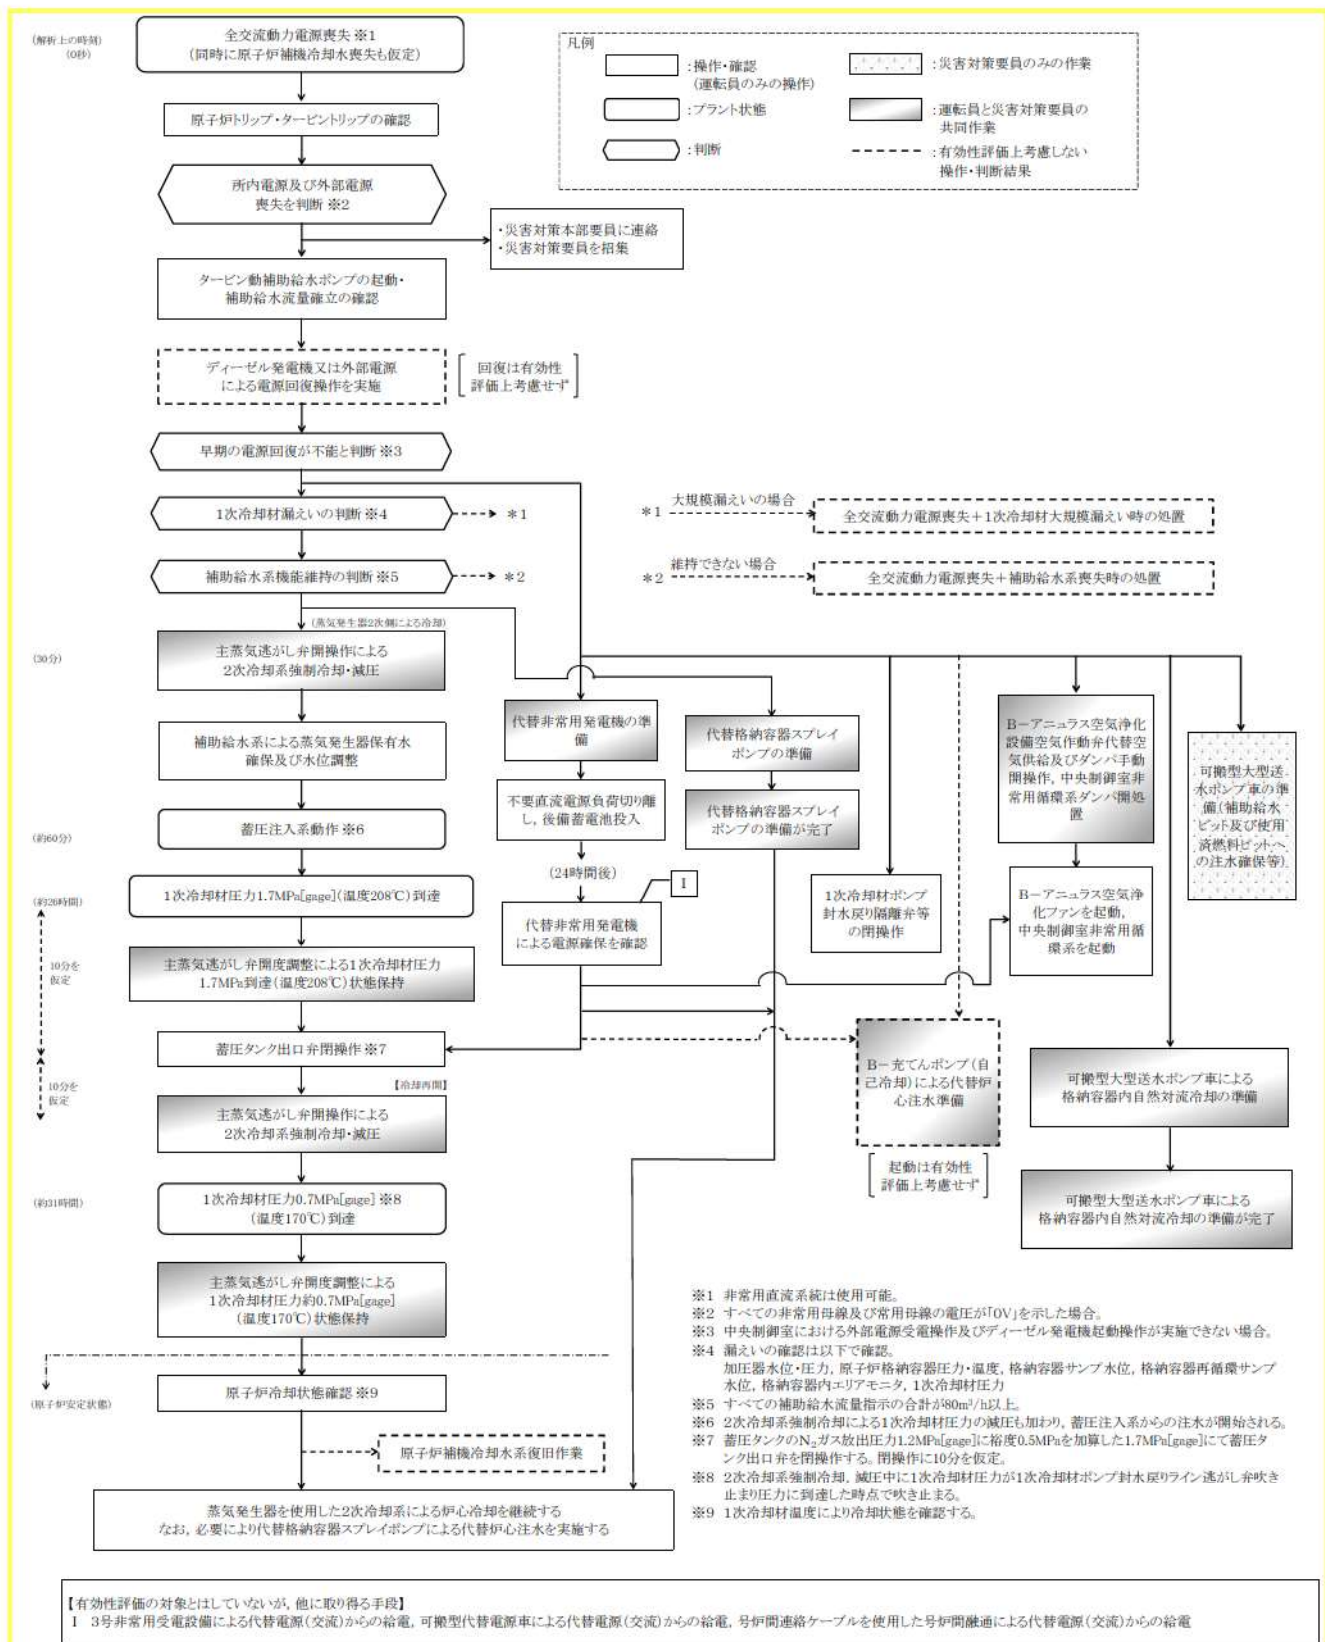 (解析上の時刻)
(0秒)
全交流動力電源喪失 ※1
(同時に原子炉補機冷却水喪失も仮定)
原子炉トリップ・タービントリップの確認
所内電源及び外部電源
喪失を判断 ※2
・災害対策本部要員に連絡
・災害対策要員を招集
タービン動補助給水ポンプの起動・
補助給水流量確立の確認
ディーゼル発電機又は外部電源
による電源回復操作を実施
回復は有効性
評価上考慮せず
早期の電源回復が不能と判断 ※3
1次冷却材漏えいの判断 ※4
＊1
補助給水系機能維持の判断 ※5
＊2
凡例
:操作・確認
(運転員のみの操作)
:プラント状態
:判断
:災害対策要員のみの作業
:運転員と災害対策要員の
共同作業
:有効性評価上考慮しない
操作・判断結果
＊1
大規模漏えいの場合
全交流動力電源喪失＋1次冷却材大規模漏えい時の処置
＊2
維持できない場合
全交流動力電源喪失＋補助給水系喪失時の処置
(蒸気発生器2次側による冷却)
(30分)
主蒸気逃がし弁開操作による
2次冷却系強制冷却・減圧
補助給水系による蒸気発生器保有水
確保及び水位調整
蓄圧注入系動作 ※6
(約60分)
1次冷却材圧力1.7MPa[gage](温度208℃)到達
(約26時間)
10分を
仮定
主蒸気逃がし弁開度調整による1次冷却材圧力
1.7MPa到達(温度208℃)状態保持
蓄圧タンク出口弁閉操作 ※7
10分を
仮定
【冷却再開】
主蒸気逃がし弁開操作による
2次冷却系強制冷却・減圧
(約31時間)
1次冷却材圧力0.7MPa[gage] ※8
(温度170℃)到達
主蒸気逃がし弁開度調整による
1次冷却材圧力約0.7MPa[gage]
(温度170℃)状態保持
(原子炉安定状態)
原子炉冷却状態確認 ※9
原子炉補機冷却水系復旧作業
蒸気発生器を使用した2次冷却系による炉心冷却を継続する
なお，必要により代替格納容器スプレイポンプによる代替炉心注水を実施する
代替非常用発電機の準
備
不要直流電源負荷切り離
し，後備蓄電池投入
(24時間後)
I
代替非常用発電機
による電源確保を確認
代替格納容器スプレイ
ポンプの準備
代替格納容器スプレイ
ポンプの準備が完了
1次冷却材ポンプ
封水戻り隔離弁等
の閉操作
B－アニュラス空気浄化
設備空気作動弁代替空
気供給及びダンパ手動
開操作，中央制御室非
常用循環系ダンパ開処
置
B－アニュラス空気浄
化ファンを起動，
中央制御室非常用循
環系を起動
可搬型大型送
水ポンプ車の準
備(補助給水
ピット及び使用
済燃料ピットへ
の注水確保等)
B－充てんポンプ(自
己冷却)による代替炉
心注水準備
起動は有効性
評価上考慮せず
可搬型大型送水ポンプ車による
格納容器内自然対流冷却の準備
可搬型大型送水ポンプ車による
格納容器内自然対流冷却の準備が完了
※1 非常用直流系統は使用可能。
※2 すべての非常用母線及び常用母線の電圧が「0V」を示した場合。
※3 中央制御室における外部電源受電操作及びディーゼル発電機起動操作が実施できない場合。
※4 漏えいの確認は以下で確認。
加圧器水位・圧力，原子炉格納容器圧力・温度，格納容器サンプ水位，格納容器再循環サンプ
水位，格納容器内エリアモニタ，1次冷却材圧力
※5 すべての補助給水流量指示の合計が80m³/h以上。
※6 2次冷却系強制冷却による1次冷却材圧力の減圧も加わり，蓄圧注入系からの注水が開始される。
※7 蓄圧タンクのN₂ガス放出圧力1.2MPa[gage]に裕度0.5MPaを加算した1.7MPa[gage]にて蓄圧タ
ンク出口弁を閉操作する。閉操作に10分を仮定。
※8 2次冷却系強制冷却，減圧中に1次冷却材圧力が1次冷却材ポンプ封水戻りライン逃がし弁吹き
止まり圧力に到達した時点で吹き止まる。
※9 1次冷却材温度により冷却状態を確認する。
【有効性評価の対象とはしていないが，他に取り得る手段】
I 3号非常用受電設備による代替電源(交流)からの給電，可搬型代替電源車による代替電源(交流)からの給電，号炉間連絡ケーブルを使用した号炉間融通による代替電源(交流)からの給電